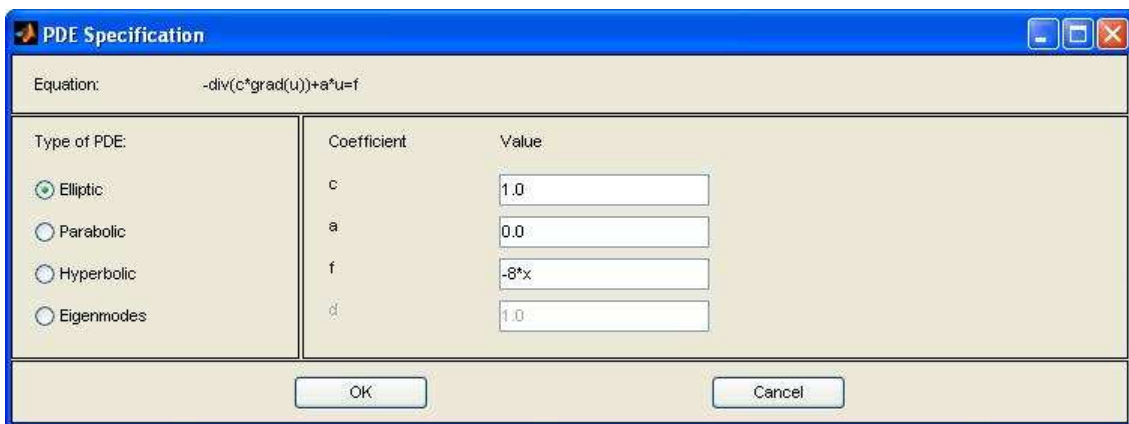 PDE Specification
Equation: -div(c*grad(u))+a*u=f
Type of PDE: Coefficient Value
Elliptic c 1.0
Parabolic a 0.0
Hyperbolic f -8*x
Eigenmodes d 1.0
OK Cancel